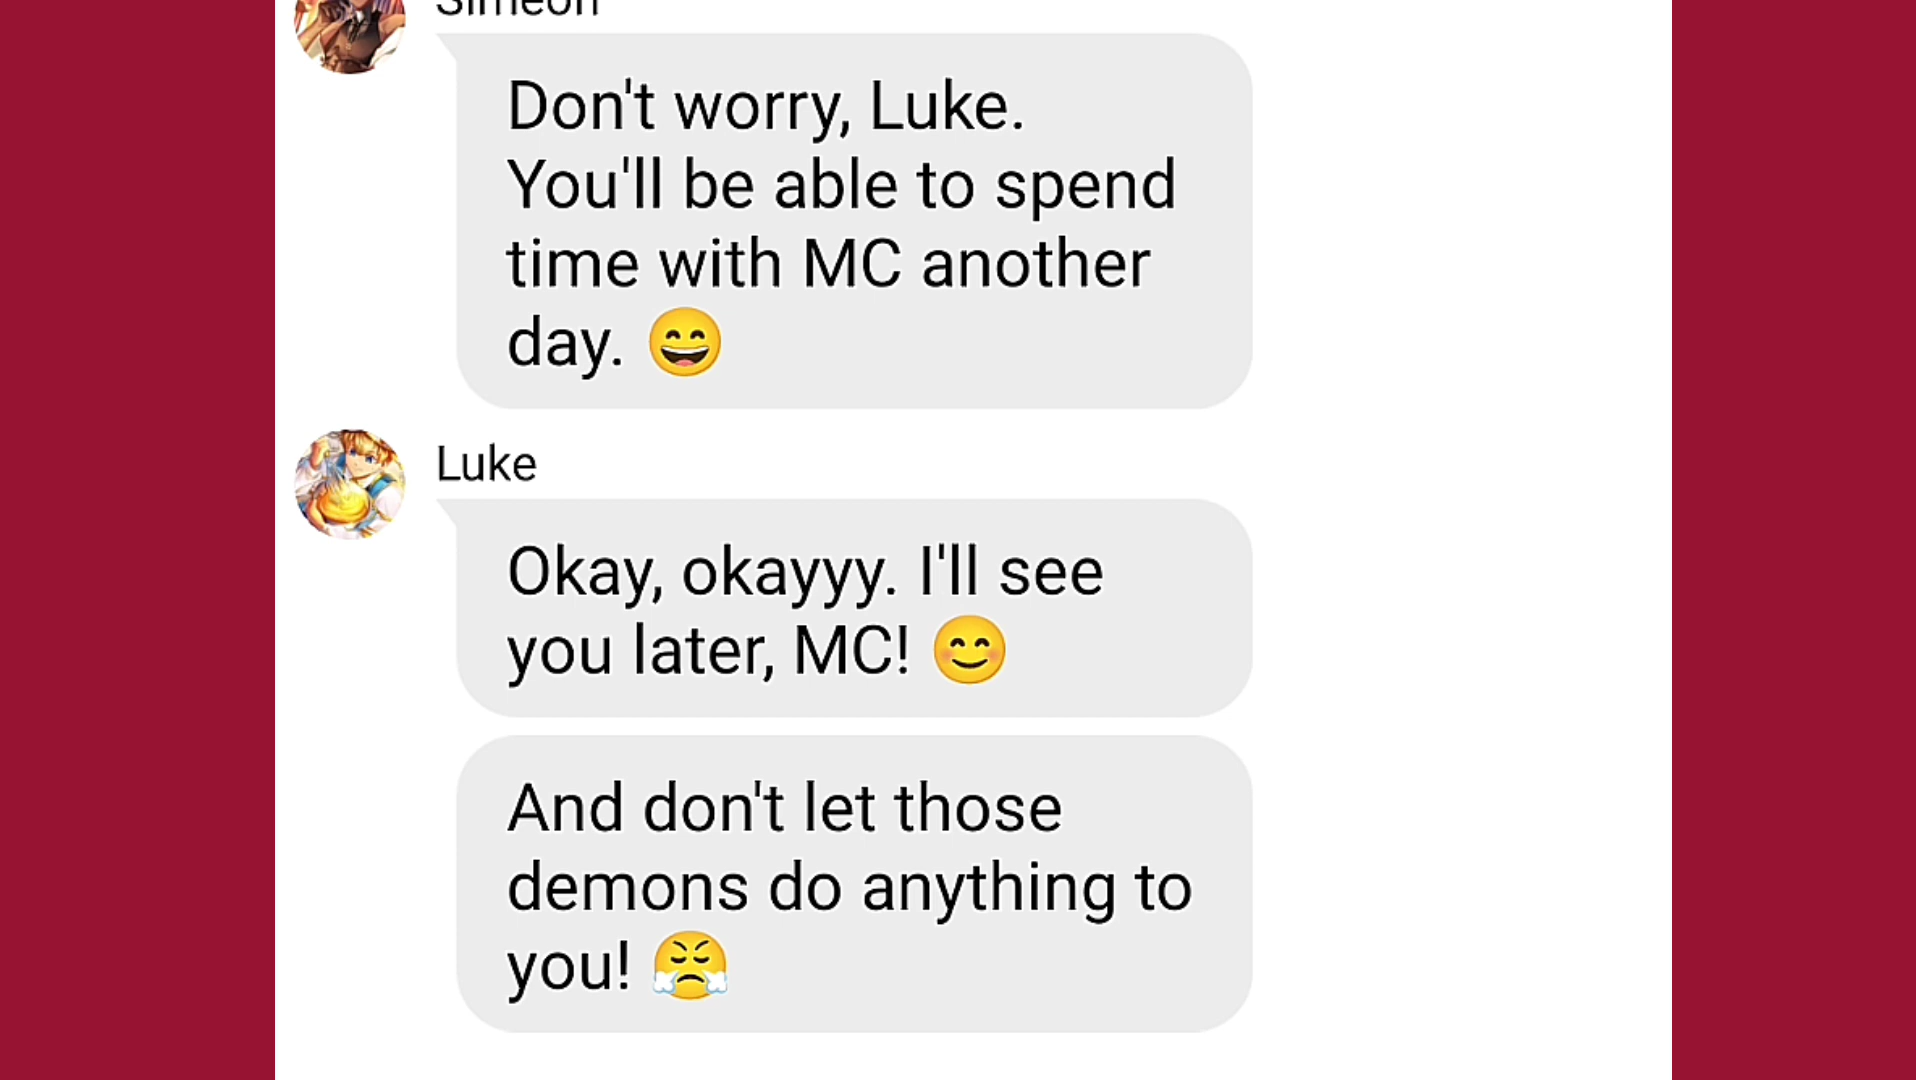 Simeon
Don't worry, Luke.
You'll be able to spend
time with MC another
day. 😄
Luke
Okay, okayyy. I'll see
you later, MC! 😊
And don't let those
demons do anything to
you! 😤